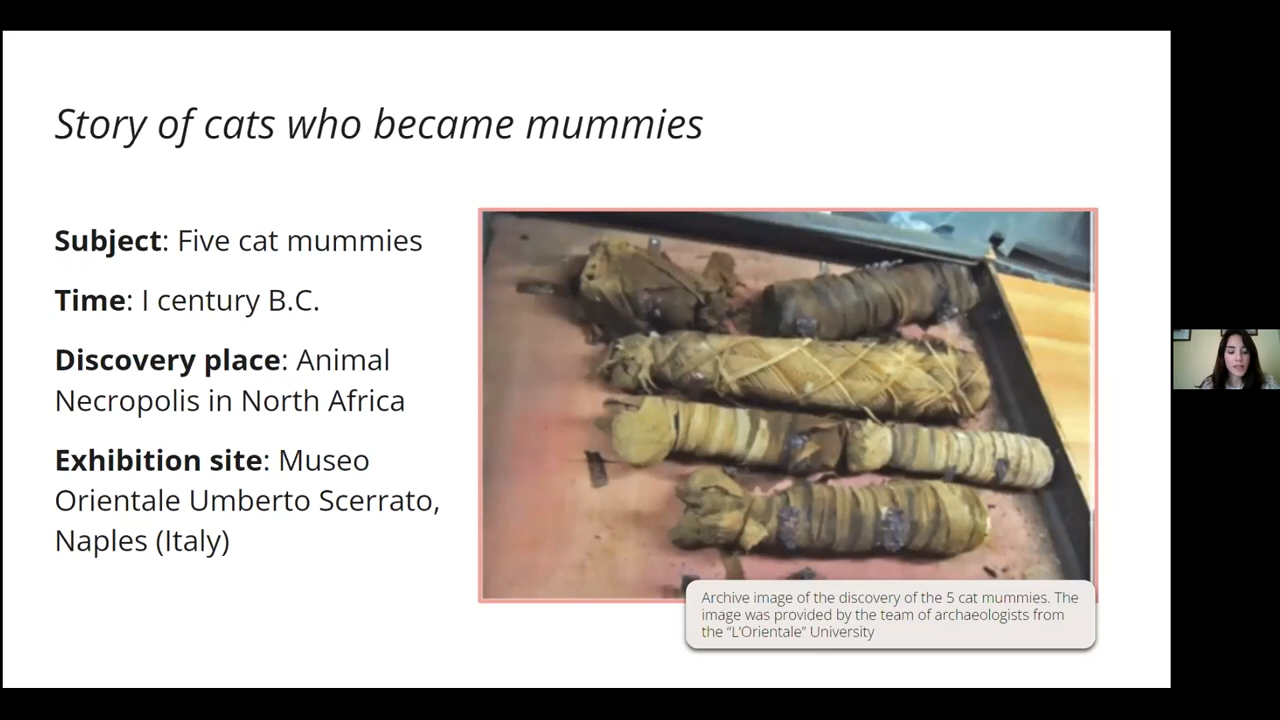 Story of cats who became mummies
Subject: Five cat mummies
Time: I century B.C.
Discovery place: Animal
Necropolis in North Africa
Exhibition site: Museo
Orientale Umberto Scerrato,
Naples (Italy)
Archive image of the discovery of the 5 cat mummies. The
image was provided by the team of archaeologists from
the “L’Orientale” University